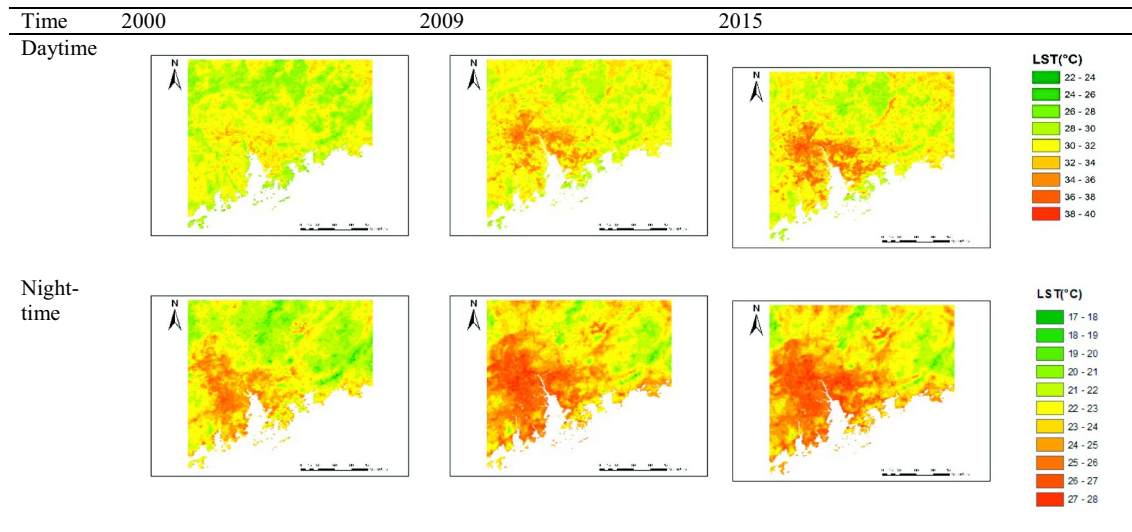 Time 2000 2009 2015
Daytime
N
N
N
LST(°C)
22 - 24
24 - 26
26 - 28
28 - 30
30 - 32
32 - 34
34 - 36
36 - 38
38 - 40
Night-
time
N
N
N
LST(°C)
17 - 18
18 - 19
19 - 20
20 - 21
21 - 22
22 - 23
23 - 24
24 - 25
25 - 26
26 - 27
27 - 28